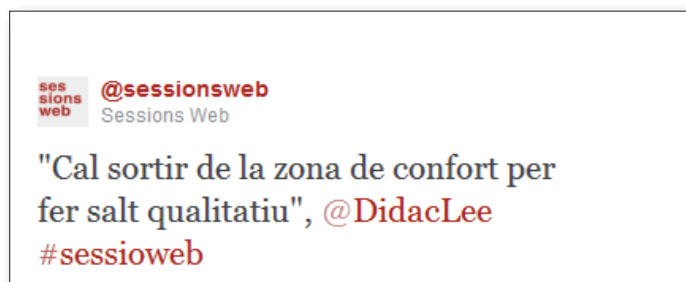 ses
sions
web
@sessionsweb
Sessions Web
"Cal sortir de la zona de confort per
fer salt qualitatiu", @DidacLee
#sessioweb